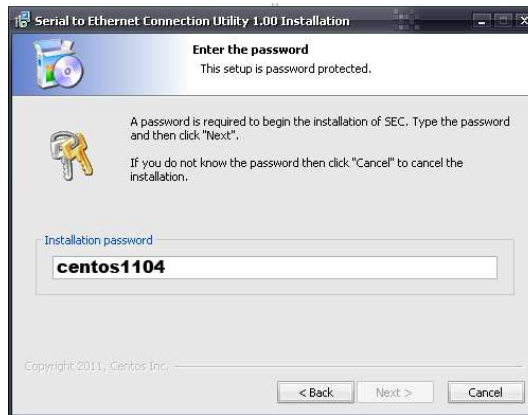 Serial to Ethernet Connection Utility 1.00 Installation
Enter the password
This setup is password protected.
A password is required to begin the installation of SEC. Type the password
and then click "Next".
If you do not know the password then click "Cancel" to cancel the
installation.
Installation password
centos1104
Copyright 2011, Centos Inc.
< Back Next > Cancel